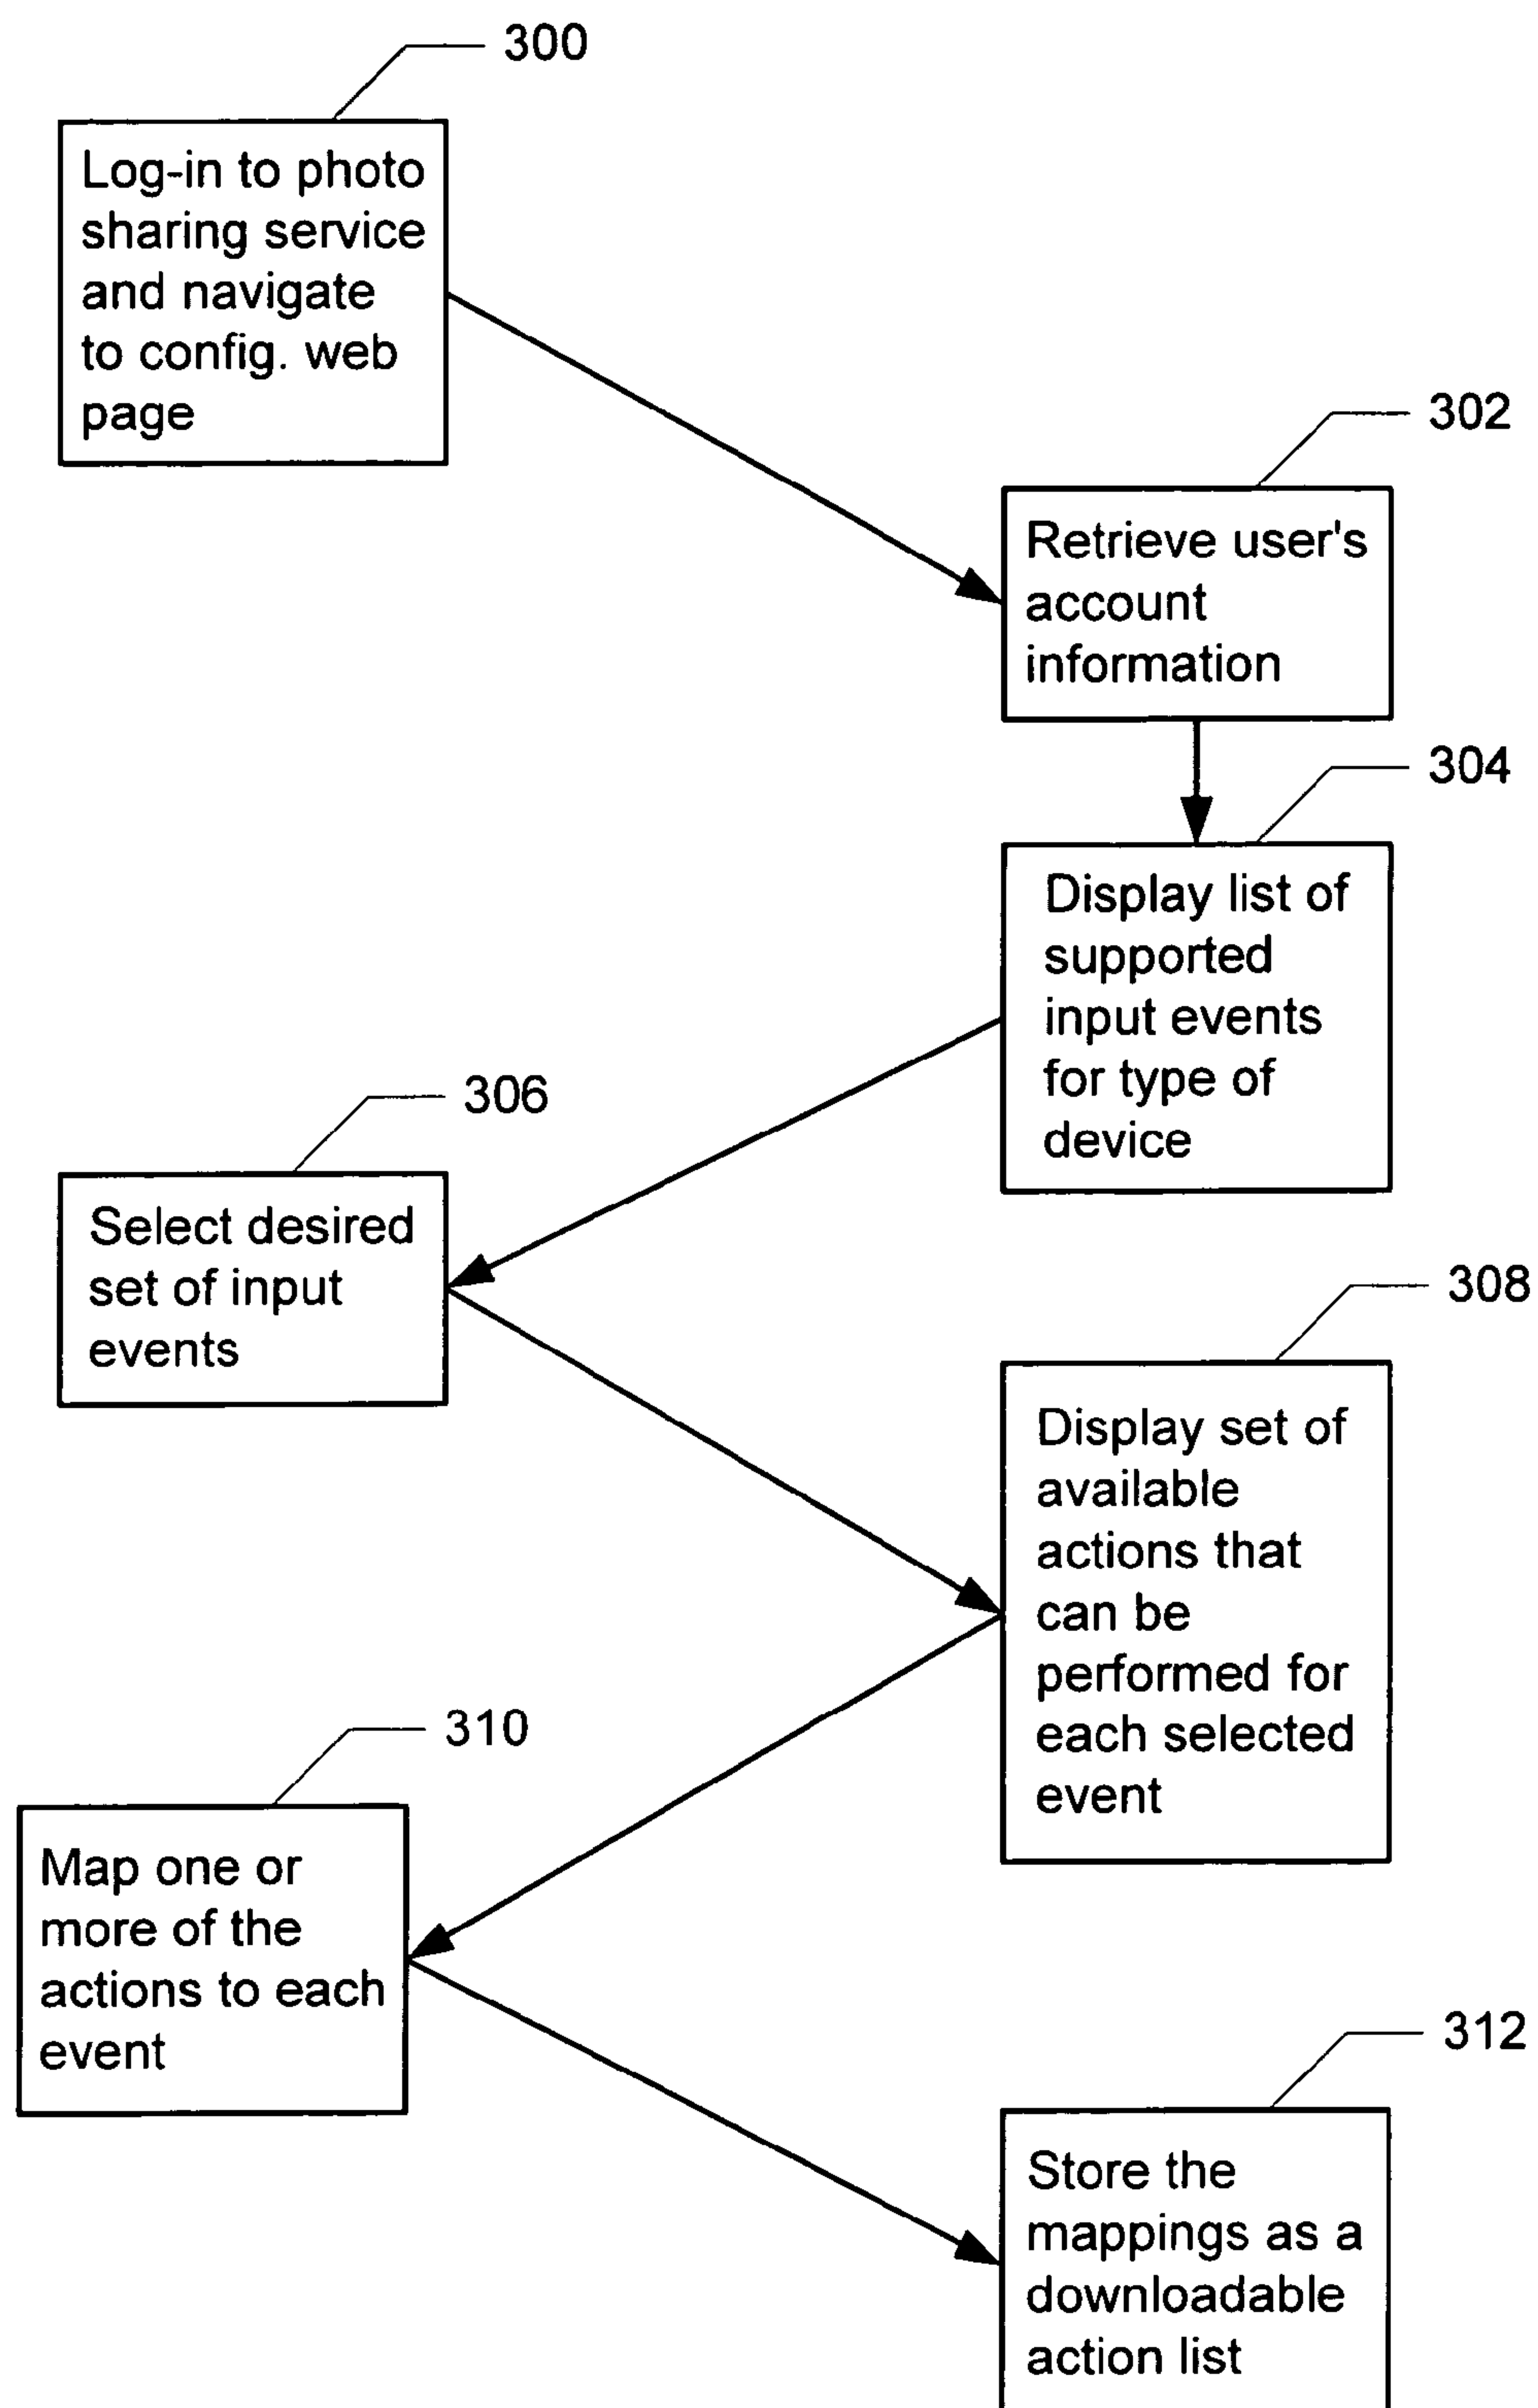 300
Log-in to photo
sharing service
and navigate
to config. web
page
302
Retrieve user's
account
information
304
Display list of
supported
input events
for type of
device
306
Select desired
set of input
events
308
Display set of
available
actions that
can be
performed for
each selected
event
310
Map one or
more of the
actions to each
event
312
Store the
mappings as a
downloadable
action list